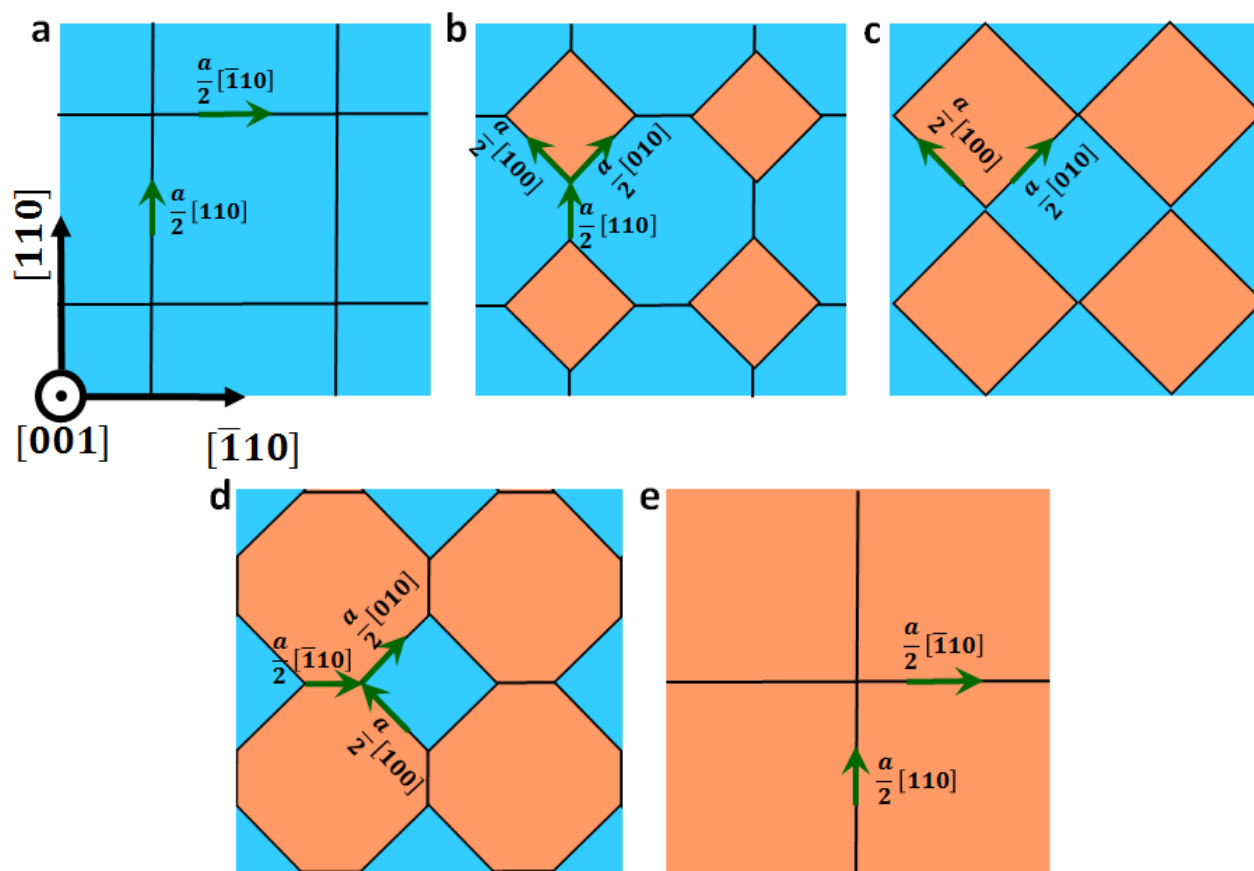 a
a/2 [1̄10]
a/2 [110]
[110]
[001]
[1̄10]
b
a/2 [100]
a/2 [010]
a/2 [110]
c
a/2 [100]
a/2 [010]
d
a/2 [010]
a/2 [1̄10]
a/2 [100]
e
a/2 [1̄10]
a/2 [110]